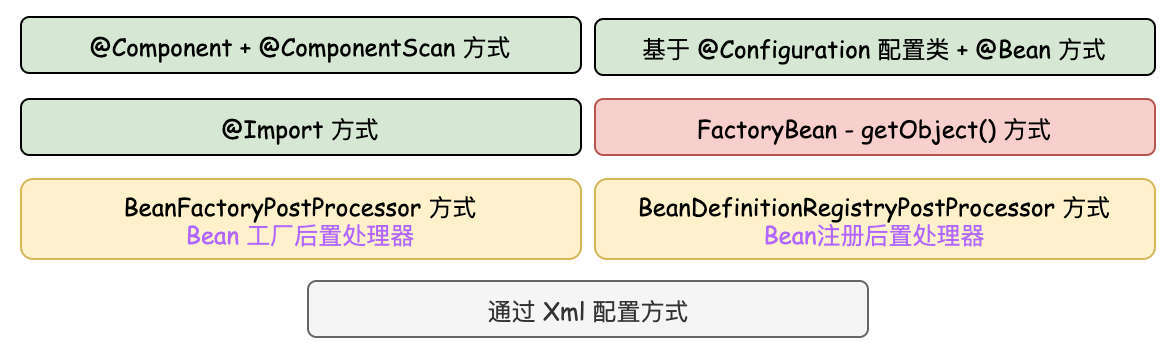 @Component + @ComponentScan 方式
基于 @Configuration 配置类 + @Bean 方式
@Import 方式
FactoryBean - getObject() 方式
BeanFactoryPostProcessor 方式
Bean 工厂后置处理器
BeanDefinitionRegistryPostProcessor 方式
Bean注册后置处理器
通过 Xml 配置方式